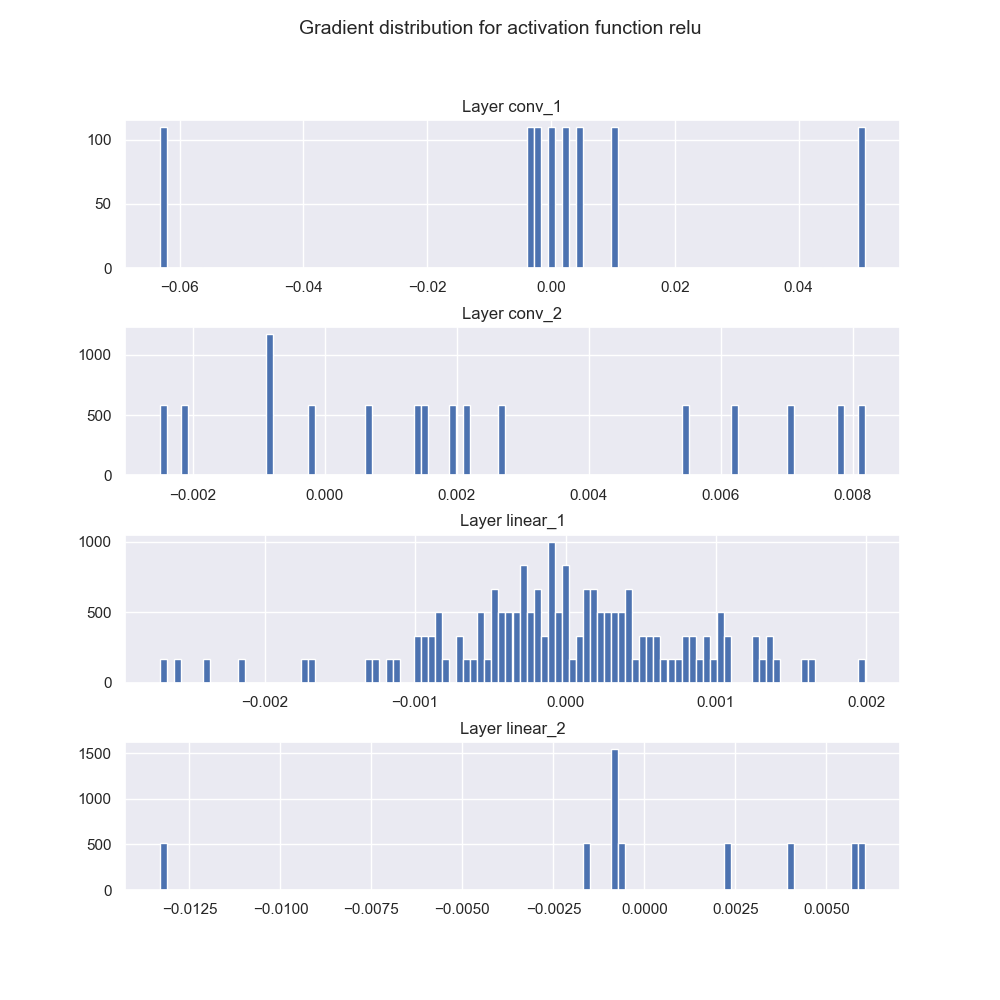 Gradient distribution for activation function relu
Layer conv_1
100
50
0
−0.06 −0.04 −0.02 0.00 0.02 0.04
Layer conv_2
1000
500
0
−0.002 0.000 0.002 0.004 0.006 0.008
Layer linear_1
1000
500
0
−0.002 −0.001 0.000 0.001 0.002
Layer linear_2
1500
1000
500
0
−0.0125 −0.0100 −0.0075 −0.0050 −0.0025 0.0000 0.0025 0.0050